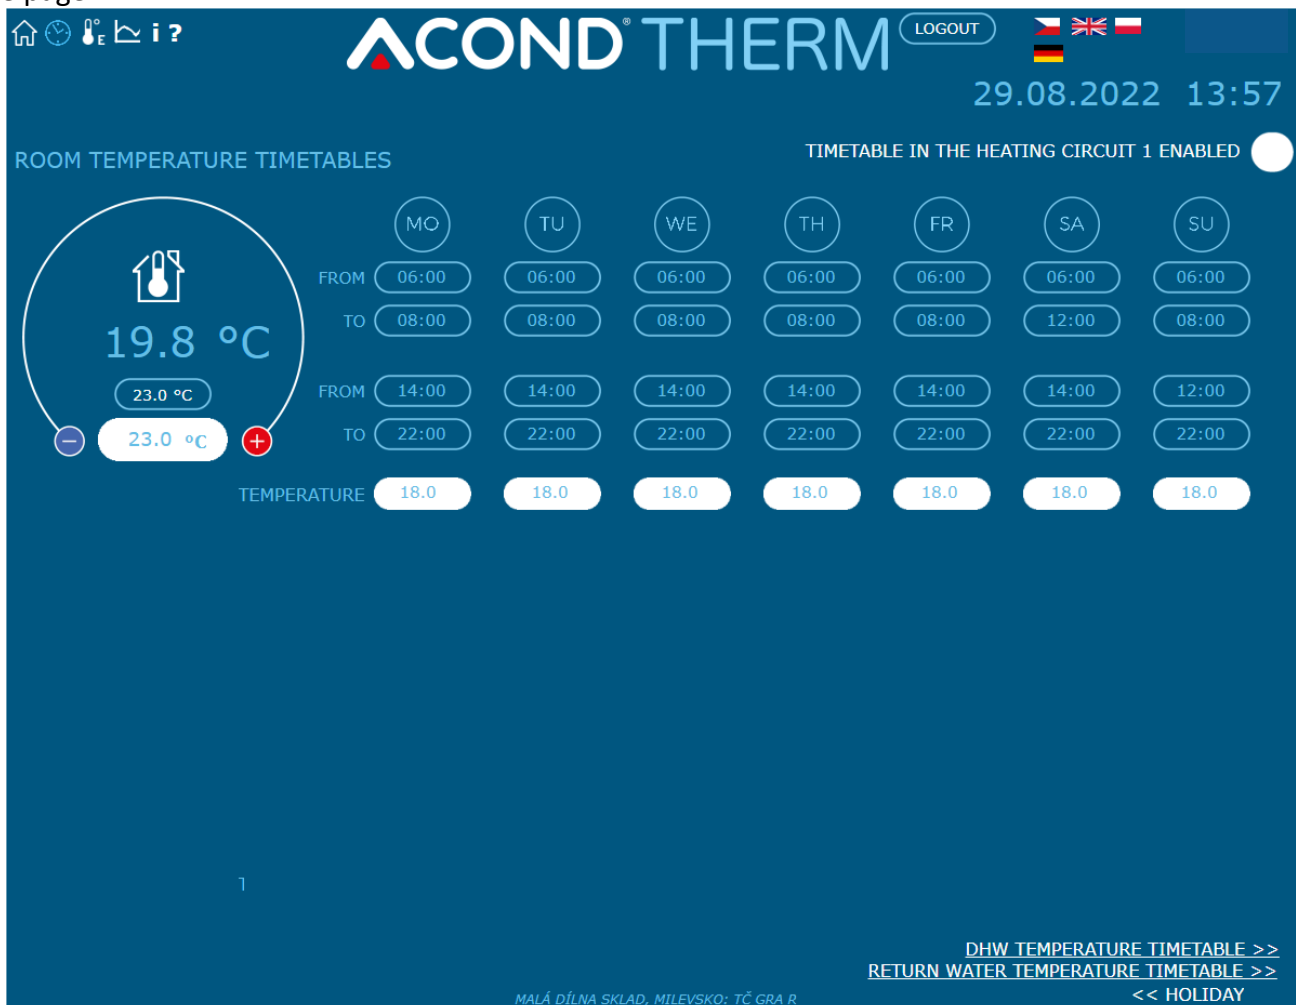 ACOND® THERM
LOGOUT
29.08.2022 13:57
ROOM TEMPERATURE TIMETABLES
TIMETABLE IN THE HEATING CIRCUIT 1 ENABLED
MO TU WE TH FR SA SU
FROM 06:00 06:00 06:00 06:00 06:00 06:00 06:00
TO 08:00 08:00 08:00 08:00 08:00 12:00 08:00
19.8 °C
FROM 14:00 14:00 14:00 14:00 14:00 14:00 12:00
23.0 °C
TO 22:00 22:00 22:00 22:00 22:00 22:00 22:00
23.0 °C
TEMPERATURE 18.0 18.0 18.0 18.0 18.0 18.0 18.0
DHW TEMPERATURE TIMETABLE >>
RETURN WATER TEMPERATURE TIMETABLE >>
<< HOLIDAY
MALÁ DÍLNA SKLAD, MILEVSKO: TČ GRA R